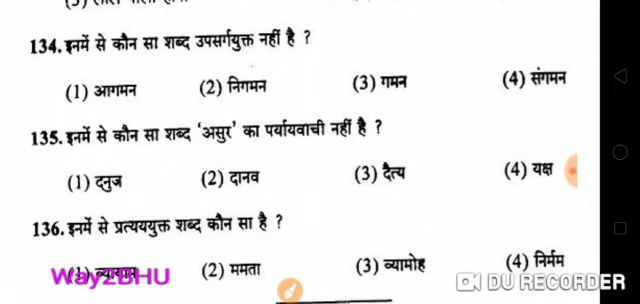 134. इनमें से कौन सा शब्द उपसर्गयुक्त नहीं है ?
(1) आगमन (2) निगमन (3) गमन (4) संगमन
135. इनमें से कौन सा शब्द ‘असुर’ का पर्यायवाची नहीं है ?
(1) दनुज (2) दानव (3) दैत्य (4) यक्ष
136. इनमें से प्रत्यययुक्त शब्द कौन सा है ?
(1) व्यायाम (2) ममता (3) व्यामोह (4) निर्मम
Way2BHU
DU RECORDER